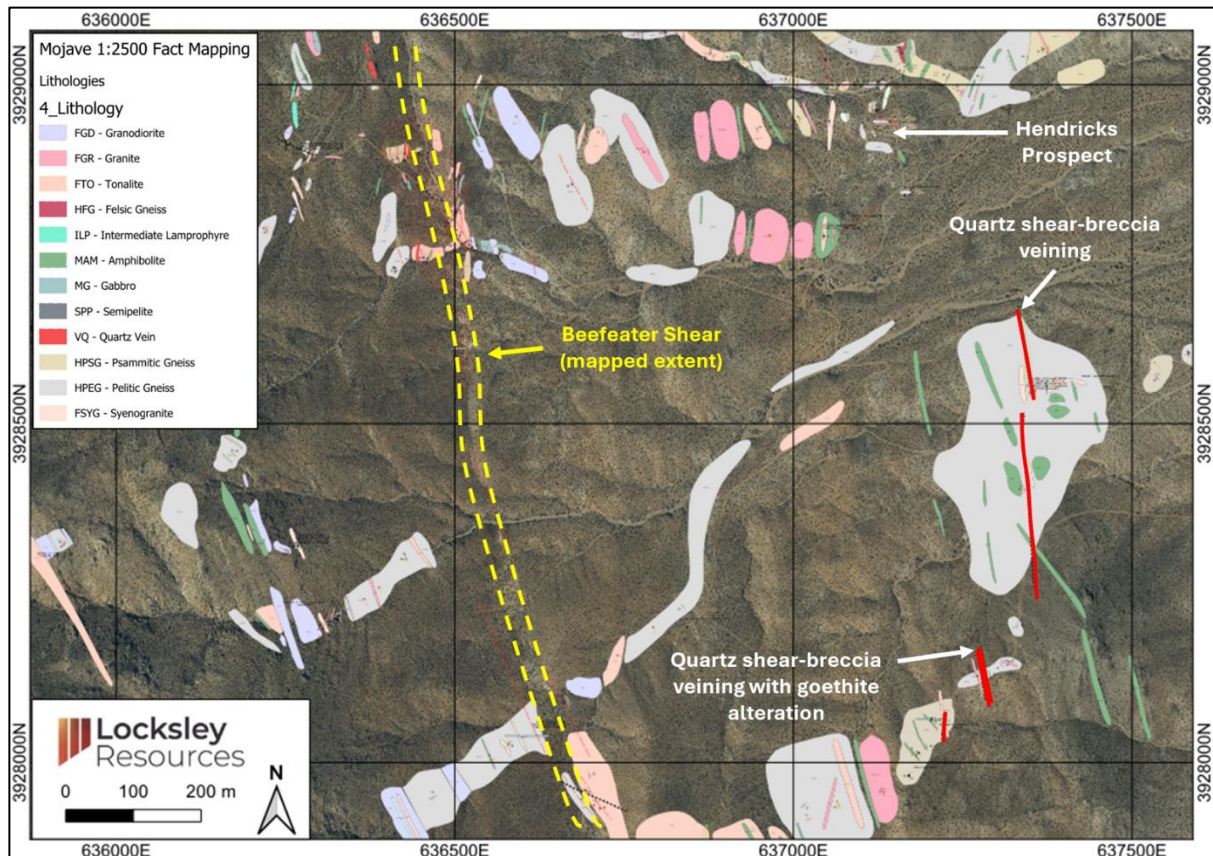 636000E 636500E 637000E 637500E
Mojave 1:2500 Fact Mapping
Lithologies
4_Lithology
FGD - Granodiorite
FGR - Granite
FTO - Tonalite
HFG - Felsic Gneiss
ILP - Intermediate Lamprophyre
MAM - Amphibolite
MG - Gabbro
SPP - Semipelite
VQ - Quartz Vein
HPSG - Psammitic Gneiss
HPEG - Pelitic Gneiss
FSYG - Syenogranite
3929000N
3929000N
Hendricks
Prospect
Quartz shear-breccia
veining
Beefeater Shear
(mapped extent)
3928500N
3928500N
Quartz shear-breccia
veining with goethite
alteration
3928000N
3928000N
Locksley
Resources
N
0 100 200 m
636000E 636500E 637000E 637500E